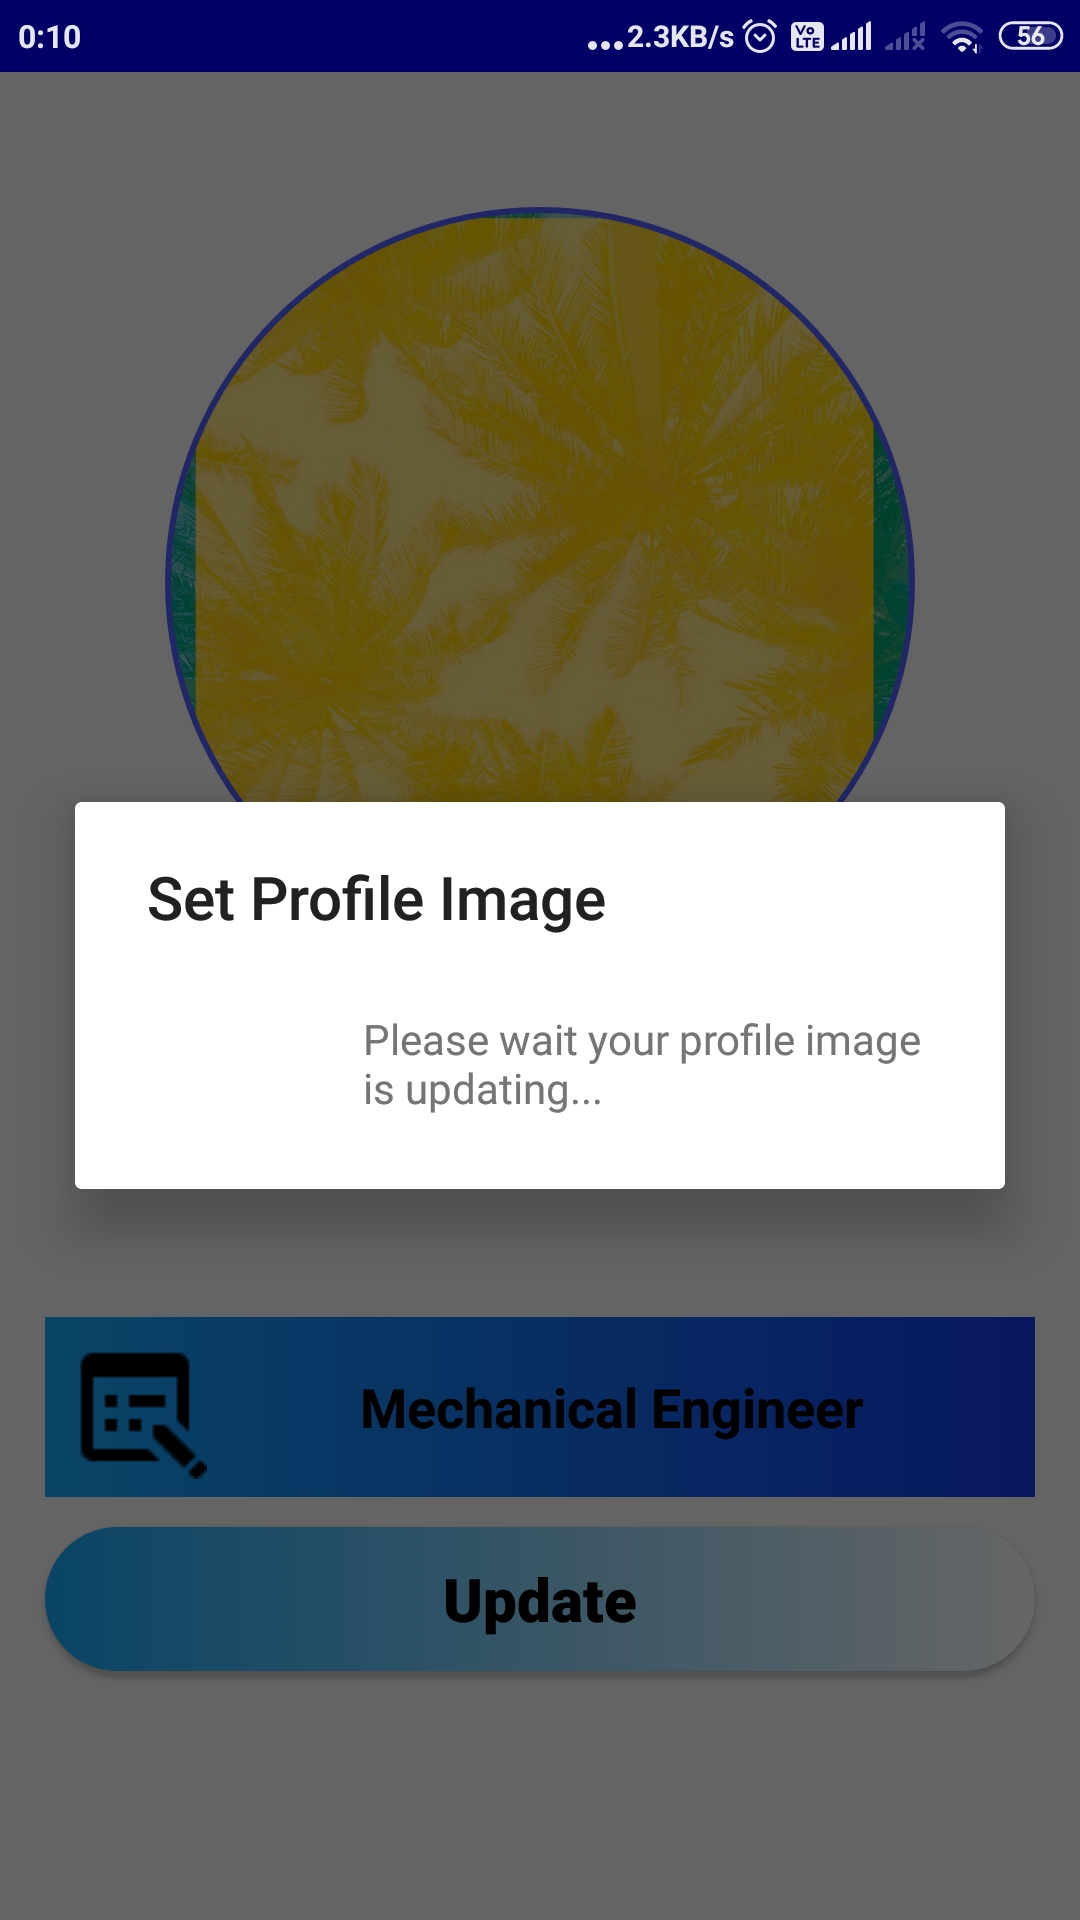 0:10
...2.3KB/s Vo LTE 56
Set Profile Image
Please wait your profile image
is updating...
Mechanical Engineer
Update